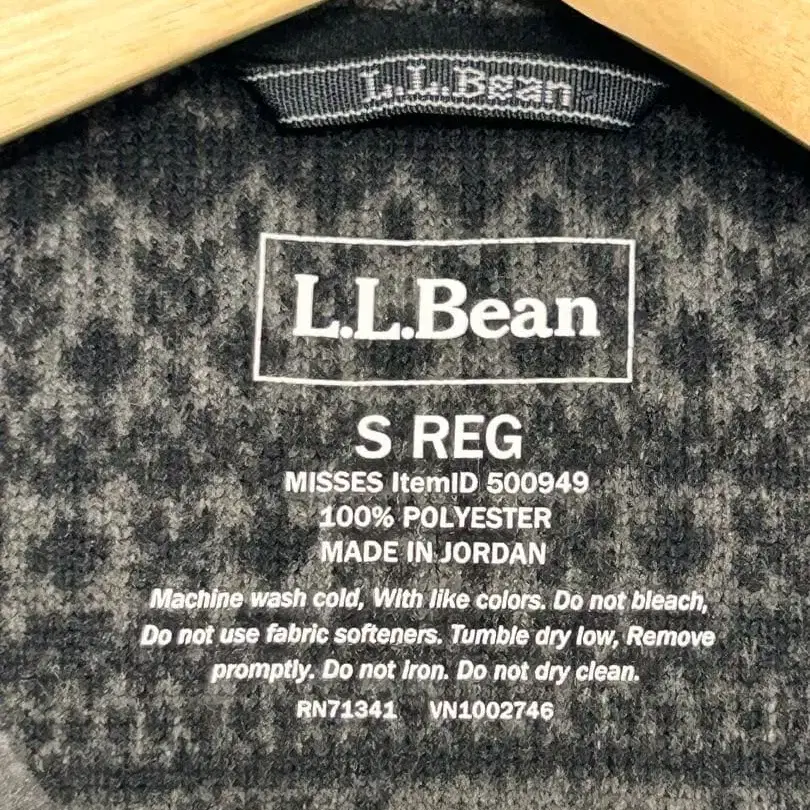 L.L.Bean
L.L.Bean
S REG
MISSES ItemID 500949
100% POLYESTER
MADE IN JORDAN
Machine wash cold, With like colors. Do not bleach,
Do not use fabric softeners. Tumble dry low, Remove
promptly. Do not Iron. Do not dry clean.
RN71341 VN1002746